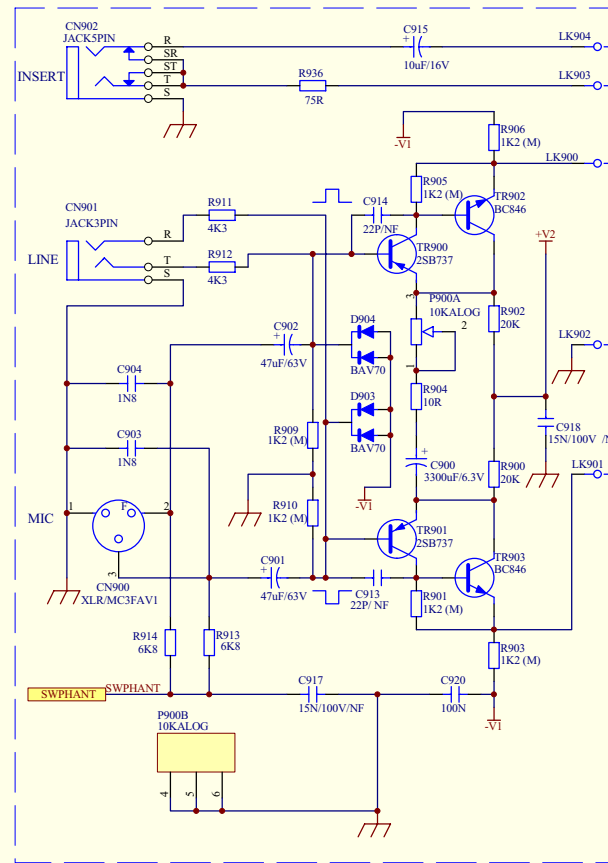 CN902
JACK5PIN
R
SR
ST
T
S
INSERT
C915
+
10uF/16V
LK904
R936
75R
LK903
-V1
R906
1K2 (M)
LK900
R905
1K2 (M)
TR902
BC846
CN901
JACK3PIN
R911
4K3
R
LINE
T
S
R912
4K3
C914
22P/NF
TR900
2SB737
+V2
3
P900A
10KALOG
2
1
R902
20K
LK902
C902
+
47uF/63V
D904
BAV70
C904
1N8
R904
10R
D903
BAV70
C918
15N/100V /N
R909
1K2 (M)
C903
1N8
+
C900
3300uF/6.3V
R900
20K
LK901
-V1
R910
1K2 (M)
MIC
1
F
2
3
CN900
XLR/MC3FAV1
TR901
2SB737
TR903
BC846
C901
+
47uF/63V
C913
22P/ NF
R901
1K2 (M)
R914
6K8
R913
6K8
R903
1K2 (M)
SWPHANT
SWPHANT
C917
15N/100V/NF
C920
100N
-V1
P900B
10KALOG
4
5
6